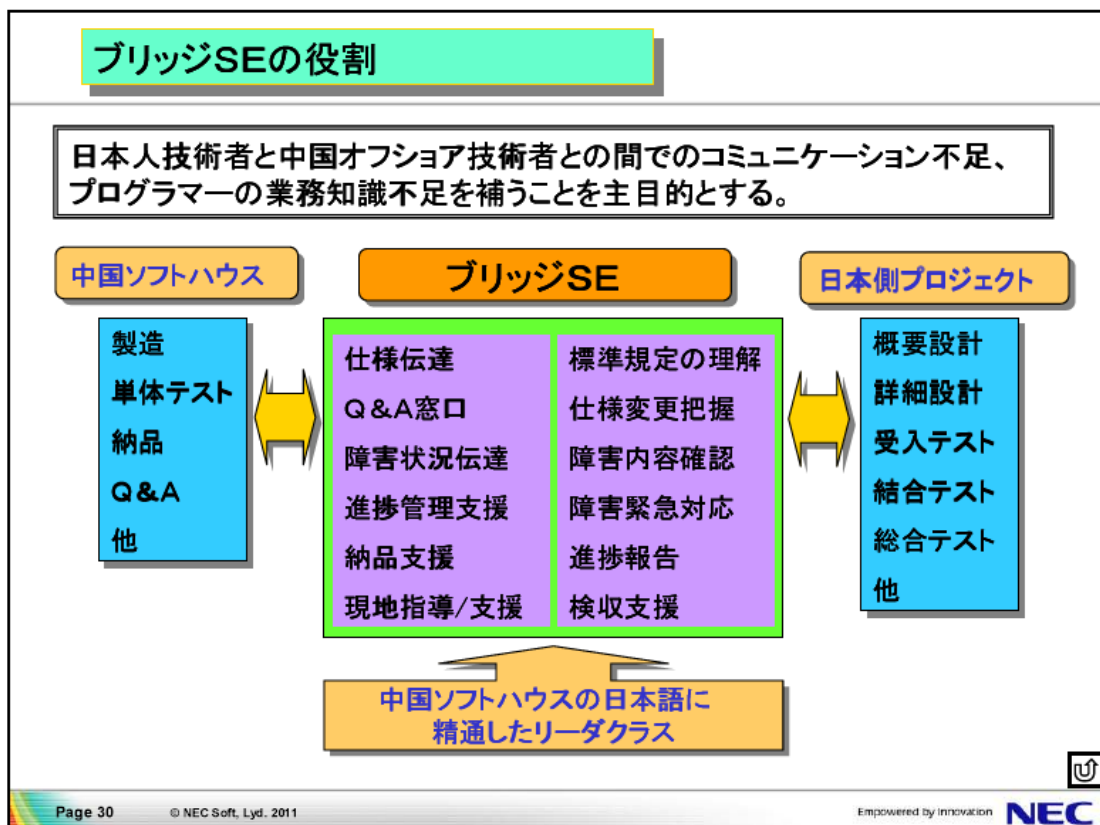 ブリッジSEの役割
日本人技術者と中国オフショア技術者との間でのコミュニケーション不足、
プログラマーの業務知識不足を補うことを主目的とする。
中国ソフトハウス
製造
単体テスト
納品
Q&A
他
ブリッジSE
仕様伝達
Q&A窓口
障害状況伝達
進捗管理支援
納品支援
現地指導/支援
標準規定の理解
仕様変更把握
障害内容確認
障害緊急対応
進捗報告
検収支援
日本側プロジェクト
概要設計
詳細設計
受入テスト
結合テスト
総合テスト
他
中国ソフトハウスの日本語に
精通したリーダクラス
Page 30 © NEC Soft, Lyd. 2011 Empowered by Innovation NEC